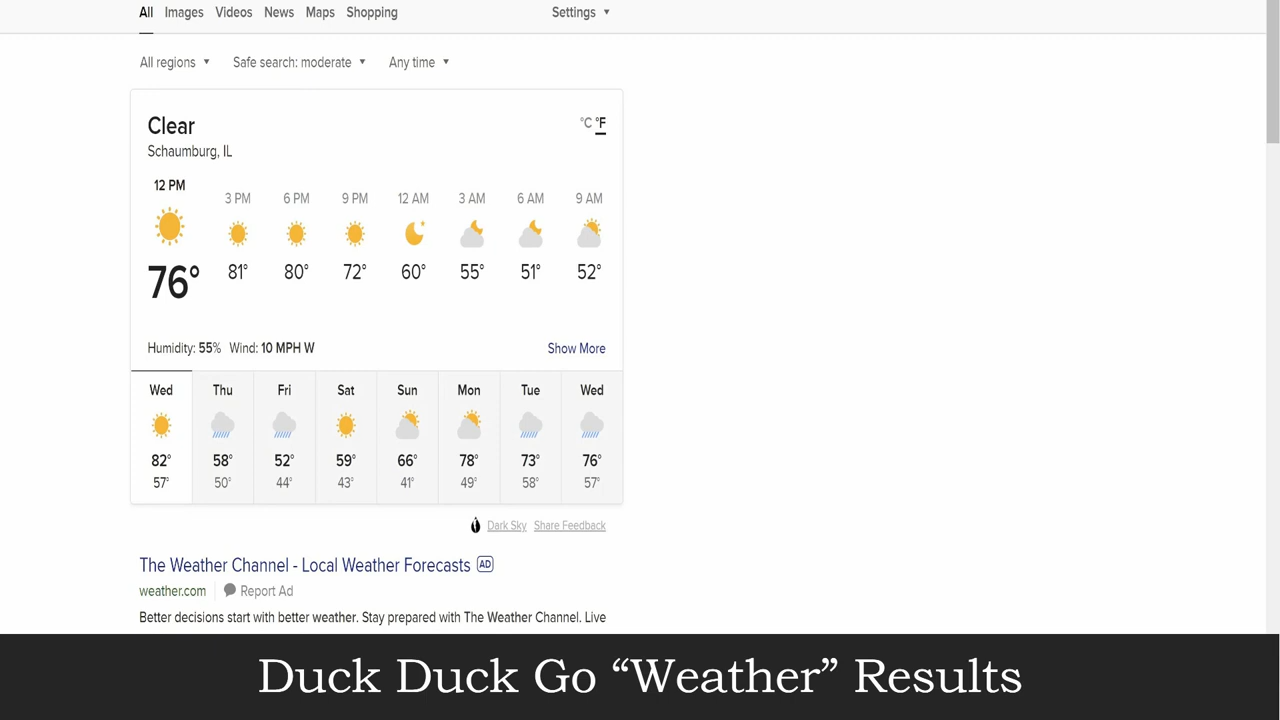 All Images Videos News Maps Shopping Settings ▼
All regions ▼ Safe search: moderate ▼ Any time ▼
Clear °C °F
Schaumburg, IL
12 PM 3 PM 6 PM 9 PM 12 AM 3 AM 6 AM 9 AM
76° 81° 80° 72° 60° 55° 51° 52°
Humidity: 55% Wind: 10 MPH W Show More
Wed Thu Fri Sat Sun Mon Tue Wed
82° 58° 52° 59° 66° 78° 73° 76°
57° 50° 44° 43° 41° 49° 58° 57°
Dark Sky Share Feedback
The Weather Channel - Local Weather Forecasts AD
weather.com Report Ad
Better decisions start with better weather. Stay prepared with The Weather Channel. Live
Duck Duck Go “Weather” Results